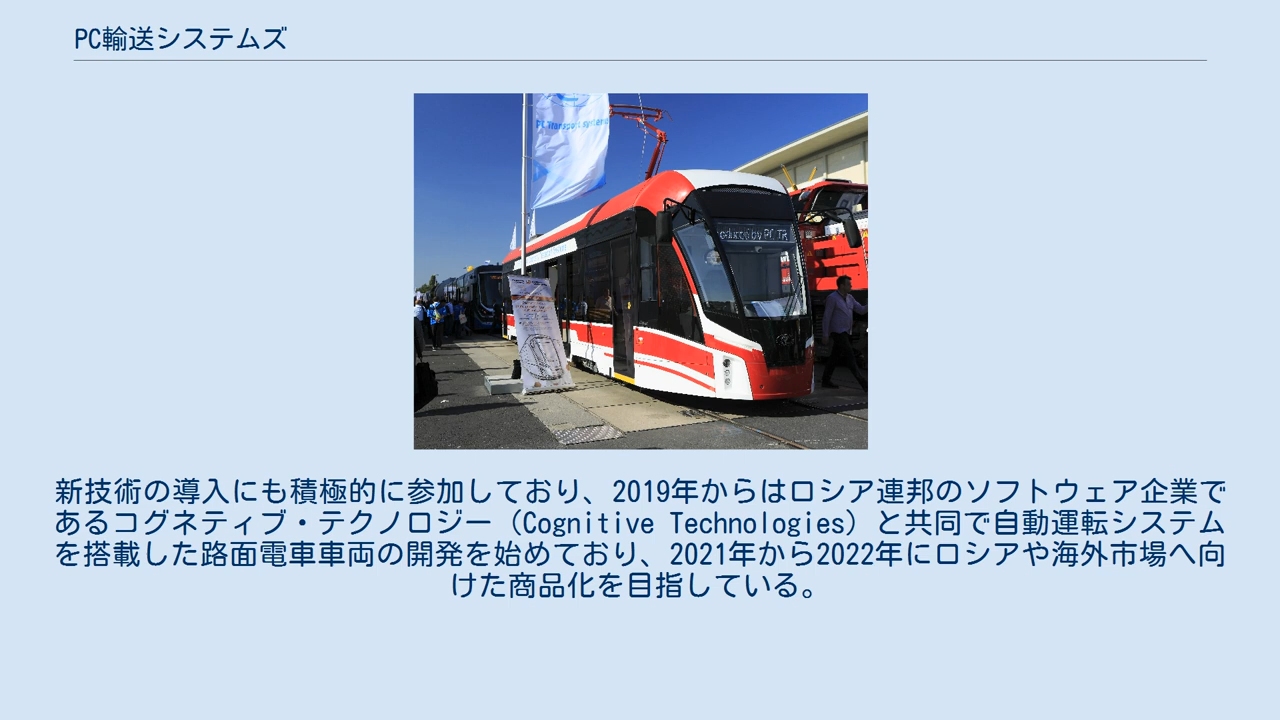 PC輸送システムズ
PC Transport systems
oduced by PC TR
新技術の導入にも積極的に参加しており、2019年からはロシア連邦のソフトウェア企業で
あるコグネティブ・テクノロジー（Cognitive Technologies）と共同で自動運転システム
を搭載した路面電車車両の開発を始めており、2021年から2022年にロシアや海外市場へ向
けた商品化を目指している。